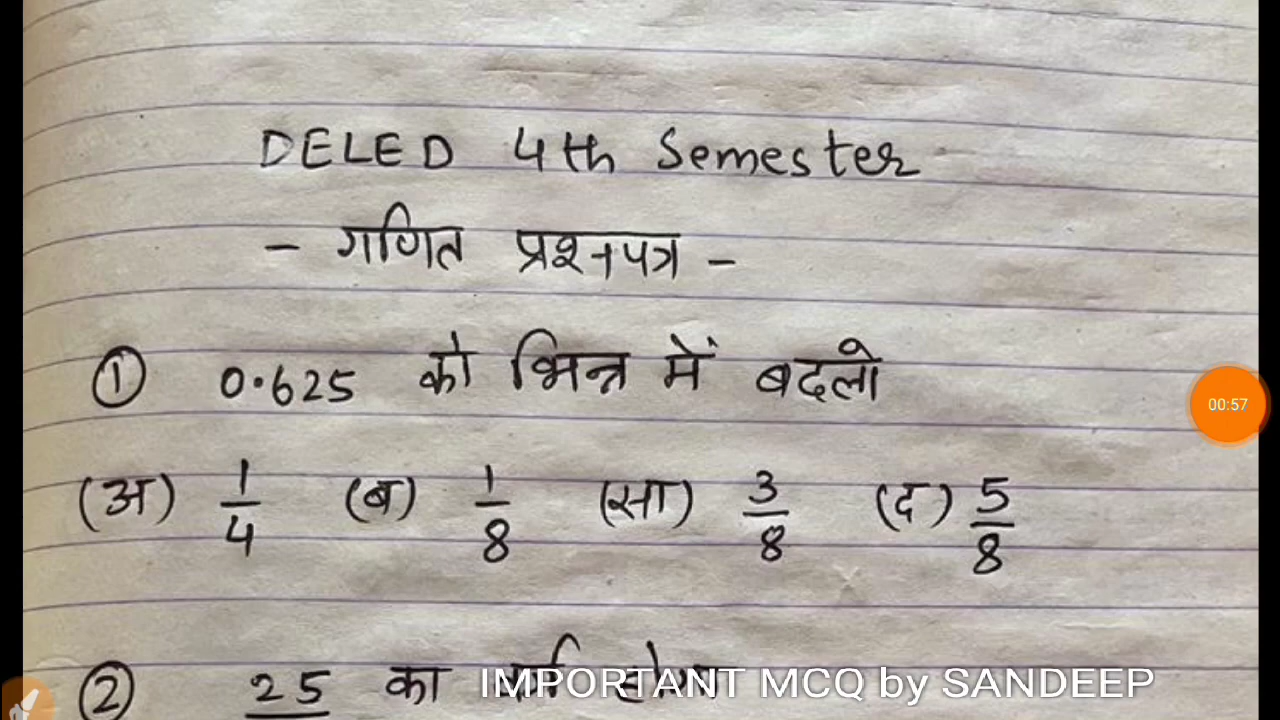 DELED 4th Semester
- गणित प्रश्नपत्र -
① 0.625 को भिन्न में बदलो
(अ) 1/4 (ब) 1/8 (सा) 3/8 (द) 5/8
② 25 का
IMPORTANT MCQ by SANDEEP
00:57